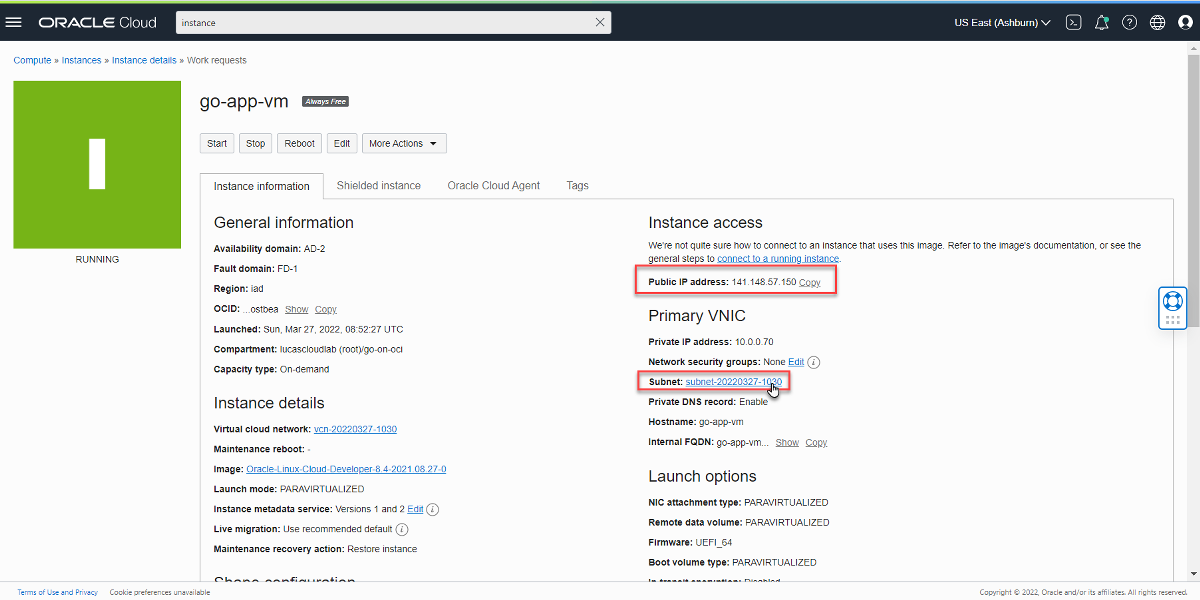 ORACLE Cloud
instance
US East (Ashburn)
Compute » Instances » Instance details » Work requests
go-app-vm
Always Free
Start
Stop
Reboot
Edit
More Actions
RUNNING
Instance information
Shielded instance
Oracle Cloud Agent
Tags
General information
Availability domain: AD-2
Fault domain: FD-1
Region: iad
OCID: ...ostbea Show Copy
Launched: Sun, Mar 27, 2022, 08:52:27 UTC
Compartment: lucascloudlab (root)/go-on-oci
Capacity type: On-demand
Instance details
Virtual cloud network: vcn-20220327-1030
Maintenance reboot: -
Image: Oracle-Linux-Cloud-Developer-8.4-2021.08.27-0
Launch mode: PARAVIRTUALIZED
Instance metadata service: Versions 1 and 2 Edit
Live migration: Use recommended default
Maintenance recovery action: Restore instance
Shape configuration
Instance access
We're not quite sure how to connect to an instance that uses this image. Refer to the image's documentation, or see the
general steps to connect to a running instance.
Public IP address: 141.148.57.150 Copy
Primary VNIC
Private IP address: 10.0.0.70
Network security groups: None Edit
Subnet: subnet-20220327-1030
Private DNS record: Enable
Hostname: go-app-vm
Internal FQDN: go-app-vm... Show Copy
Launch options
NIC attachment type: PARAVIRTUALIZED
Remote data volume: PARAVIRTUALIZED
Firmware: UEFI_64
Boot volume type: PARAVIRTUALIZED
In-transit encryption: Disabled
Terms of Use and Privacy
Cookie preferences unavailable
Copyright © 2022, Oracle and/or its affiliates. All rights reserved.